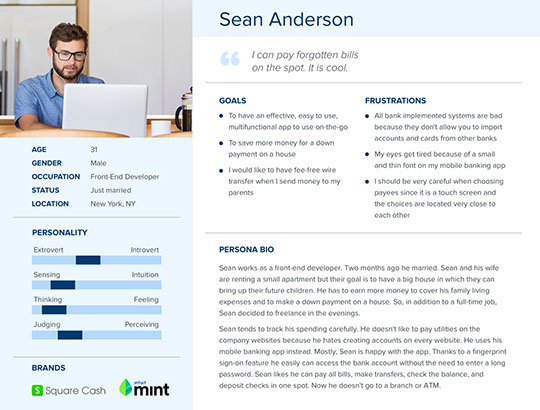 Sean Anderson
I can pay forgotten bills
on the spot. It is cool.
AGE 31
GENDER Male
OCCUPATION Front-End Developer
STATUS Just married
LOCATION New York, NY
PERSONALITY
Extrovert Introvert
Sensing Intuition
Thinking Feeling
Judging Perceiving
BRANDS
$ Square Cash
intuit
mint
GOALS
To have an effective, easy to use,
multifunctional app to use on-the-go
To save more money for a down
payment on a house
I would like to have fee-free wire
transfer when I send money to my
parents
FRUSTRATIONS
All bank implemented systems are bad
because they don't allow you to import
accounts and cards from other banks
My eyes get tired because of a small
and thin font on my mobile banking app
I should be very careful when choosing
payees since it is a touch screen and
the choices are located very close to
each other
PERSONA BIO
Sean works as a front-end developer. Two months ago he married. Sean and his wife
are renting a small apartment but their goal is to have a big house in which they can
bring up their future children. He has to earn more money to cover his family living
expenses and to make a down payment on a house. So, in addition to a full-time job,
Sean decided to freelance in the evenings.
Sean tends to track his spending carefully. He doesn't like to pay utilities on the
company websites because he hates creating accounts on every website. He uses his
mobile banking app instead. Mostly, Sean is happy with the app. Thanks to a fingerprint
sign-on feature he easily can access the bank account without the need to enter a long
password. Sean likes he can pay all bills, make transfers, check the balance, and
deposit checks in one spot. Now he doesn't go to a branch or ATM.